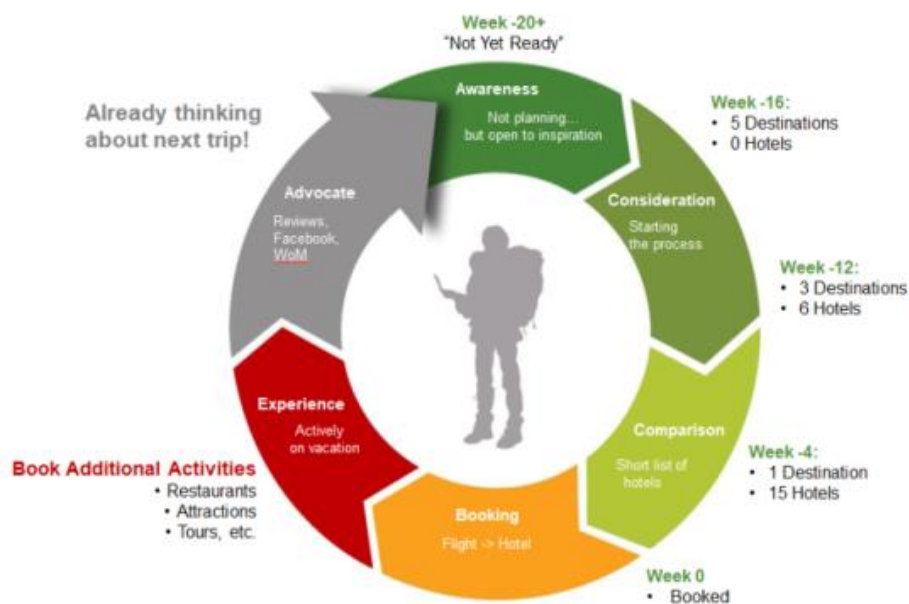 Week -20+
"Not Yet Ready"
Awareness
Not planning...
but open to inspiration
Week -16:
• 5 Destinations
• 0 Hotels
Consideration
Starting
the process
Week -12:
• 3 Destinations
• 6 Hotels
Comparison
Short list of
hotels
Week -4:
• 1 Destination
• 15 Hotels
Booking
Flight -> Hotel
Week 0
• Booked
Experience
Actively
on vacation
Book Additional Activities
• Restaurants
• Attractions
• Tours, etc.
Advocate
Reviews,
Facebook,
WoM
Already thinking
about next trip!